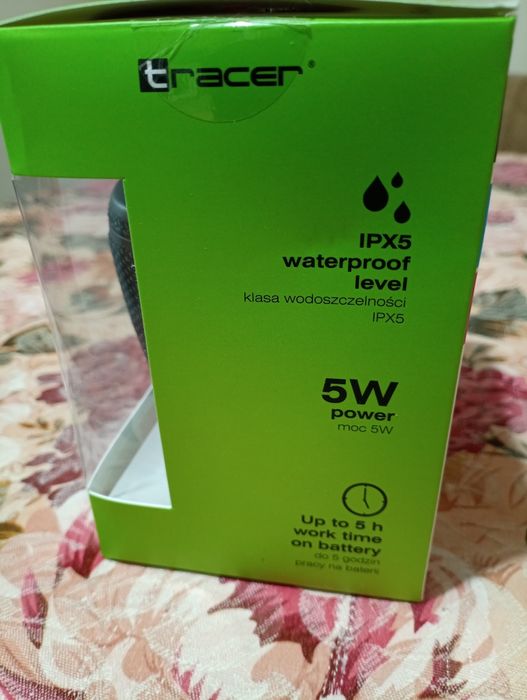 tracer®
IPX5
waterproof
level
klasa wodoszczelności
IPX5
5W
power
moc 5W
Up to 5 h
work time
on battery
do 5 godzin
pracy na baterii